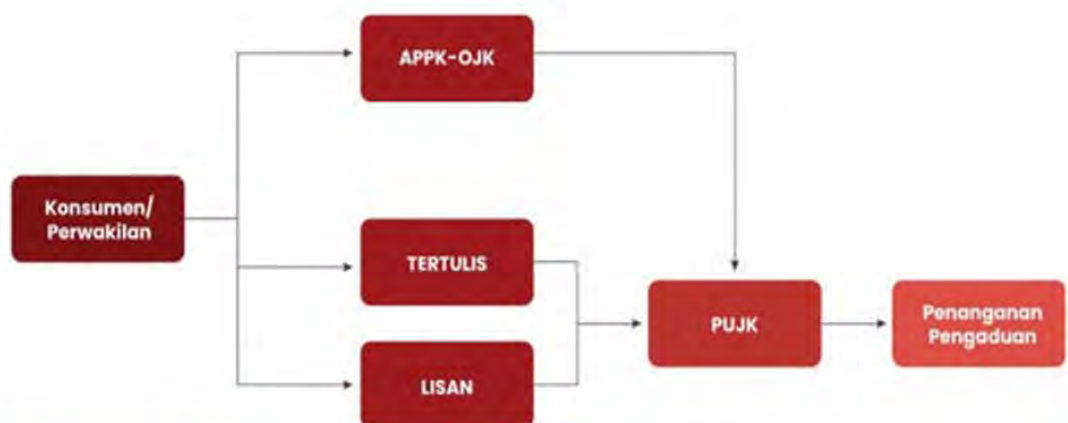 APPK-OJK
Konsumen/
Perwakilan
TERTULIS
LISAN
PUJK
Penanganan
Pengaduan